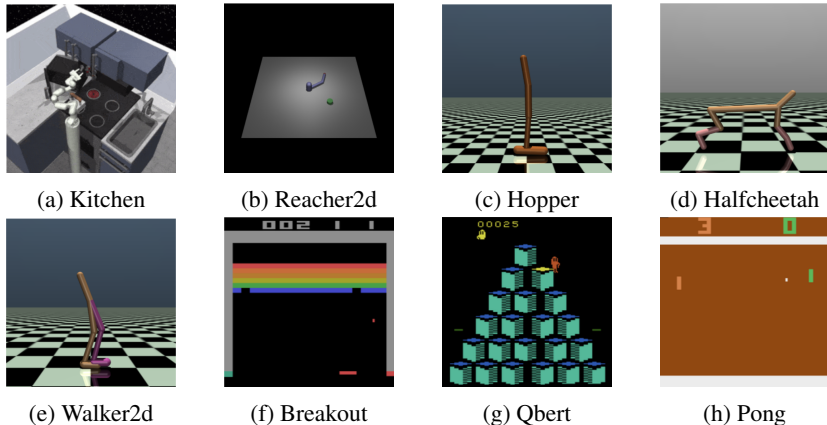 (a) Kitchen
(b) Reacher2d
(c) Hopper
(d) Halfcheetah
002 1 1
00025
3 0
(e) Walker2d
(f) Breakout
(g) Qbert
(h) Pong